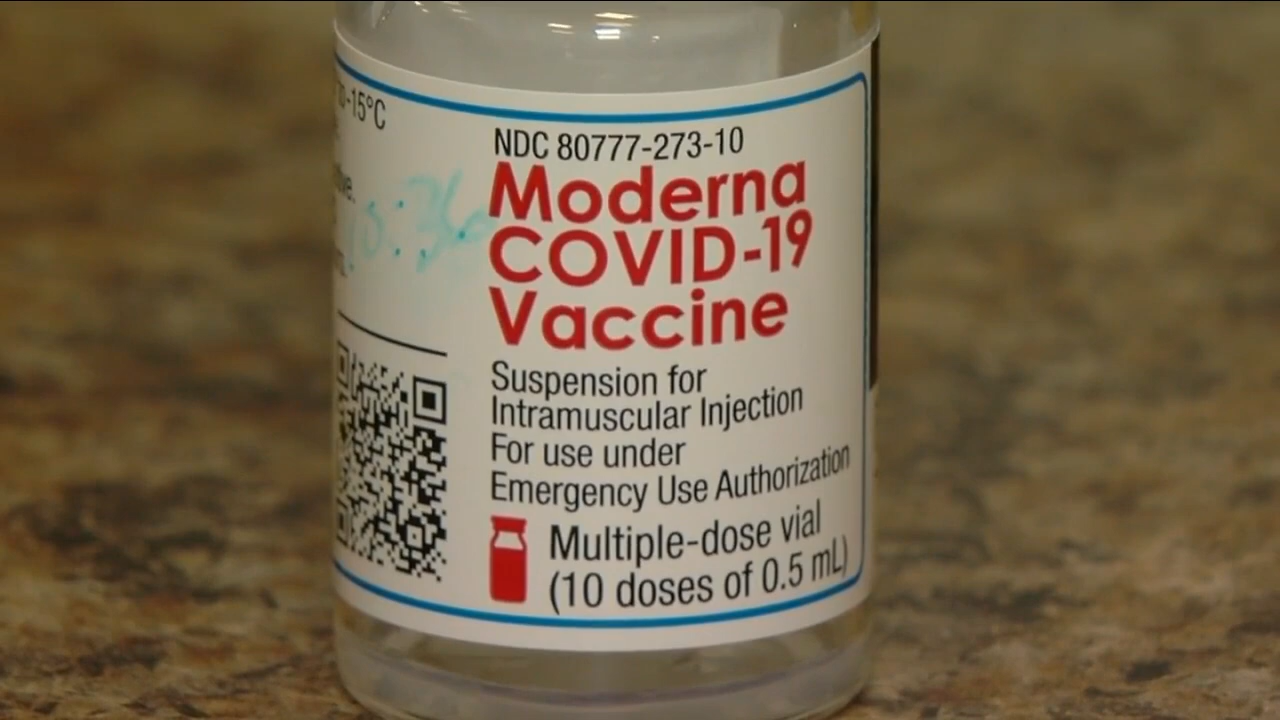 -15°C
NDC 80777-273-10
Moderna
COVID-19
Vaccine
Suspension for
Intramuscular Injection
For use under
Emergency Use Authorization
Multiple-dose vial
(10 doses of 0.5 mL)